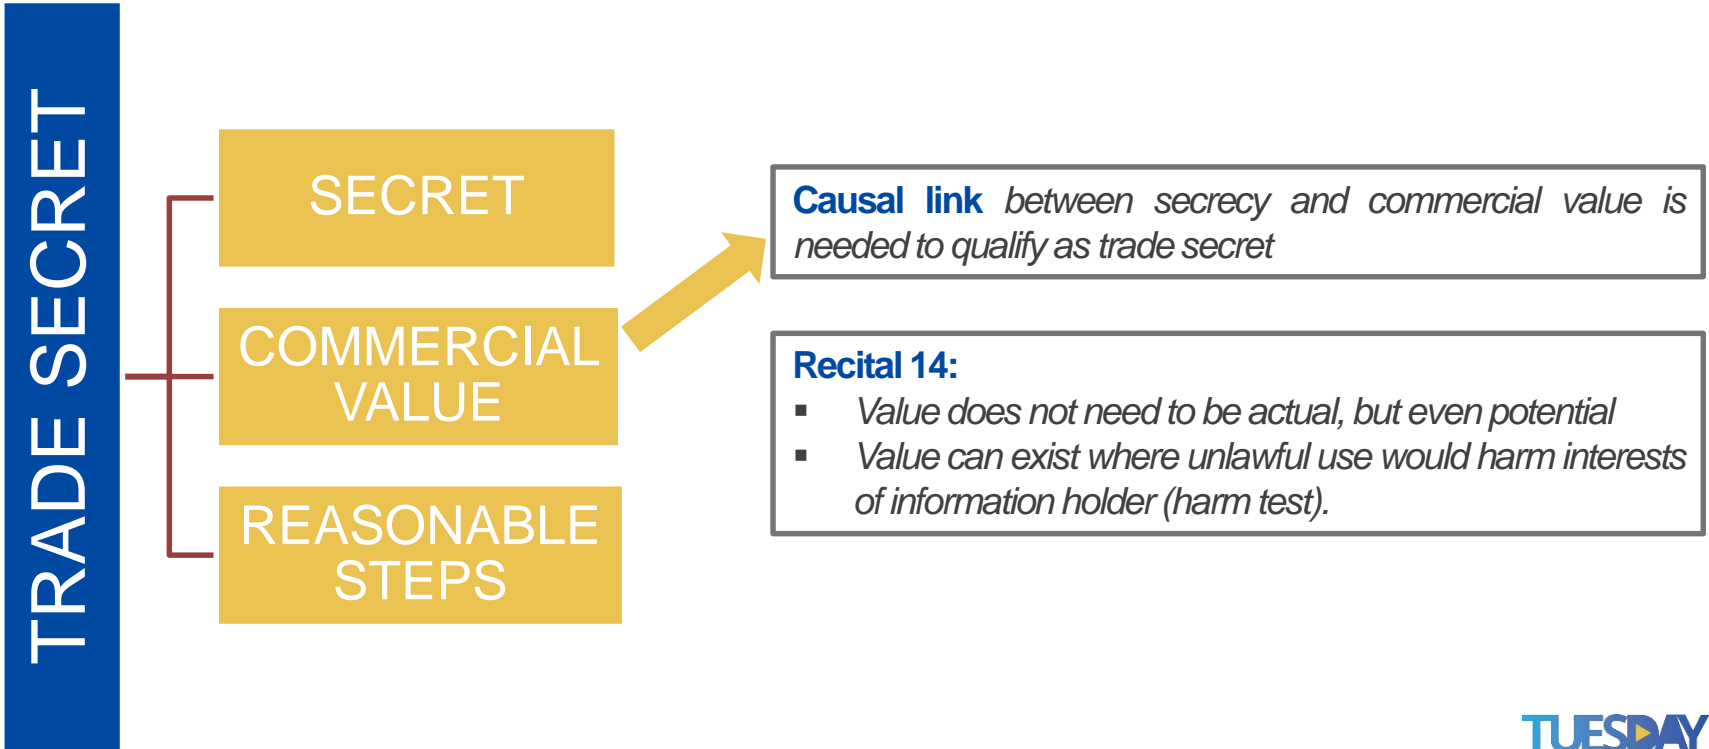 TRADE SECRET
SECRET
COMMERCIAL
VALUE
REASONABLE
STEPS
Causal link between secrecy and commercial value is
needed to qualify as trade secret
Recital 14:
▪ Value does not need to be actual, but even potential
▪ Value can exist where unlawful use would harm interests
of information holder (harm test).
TUESDAY